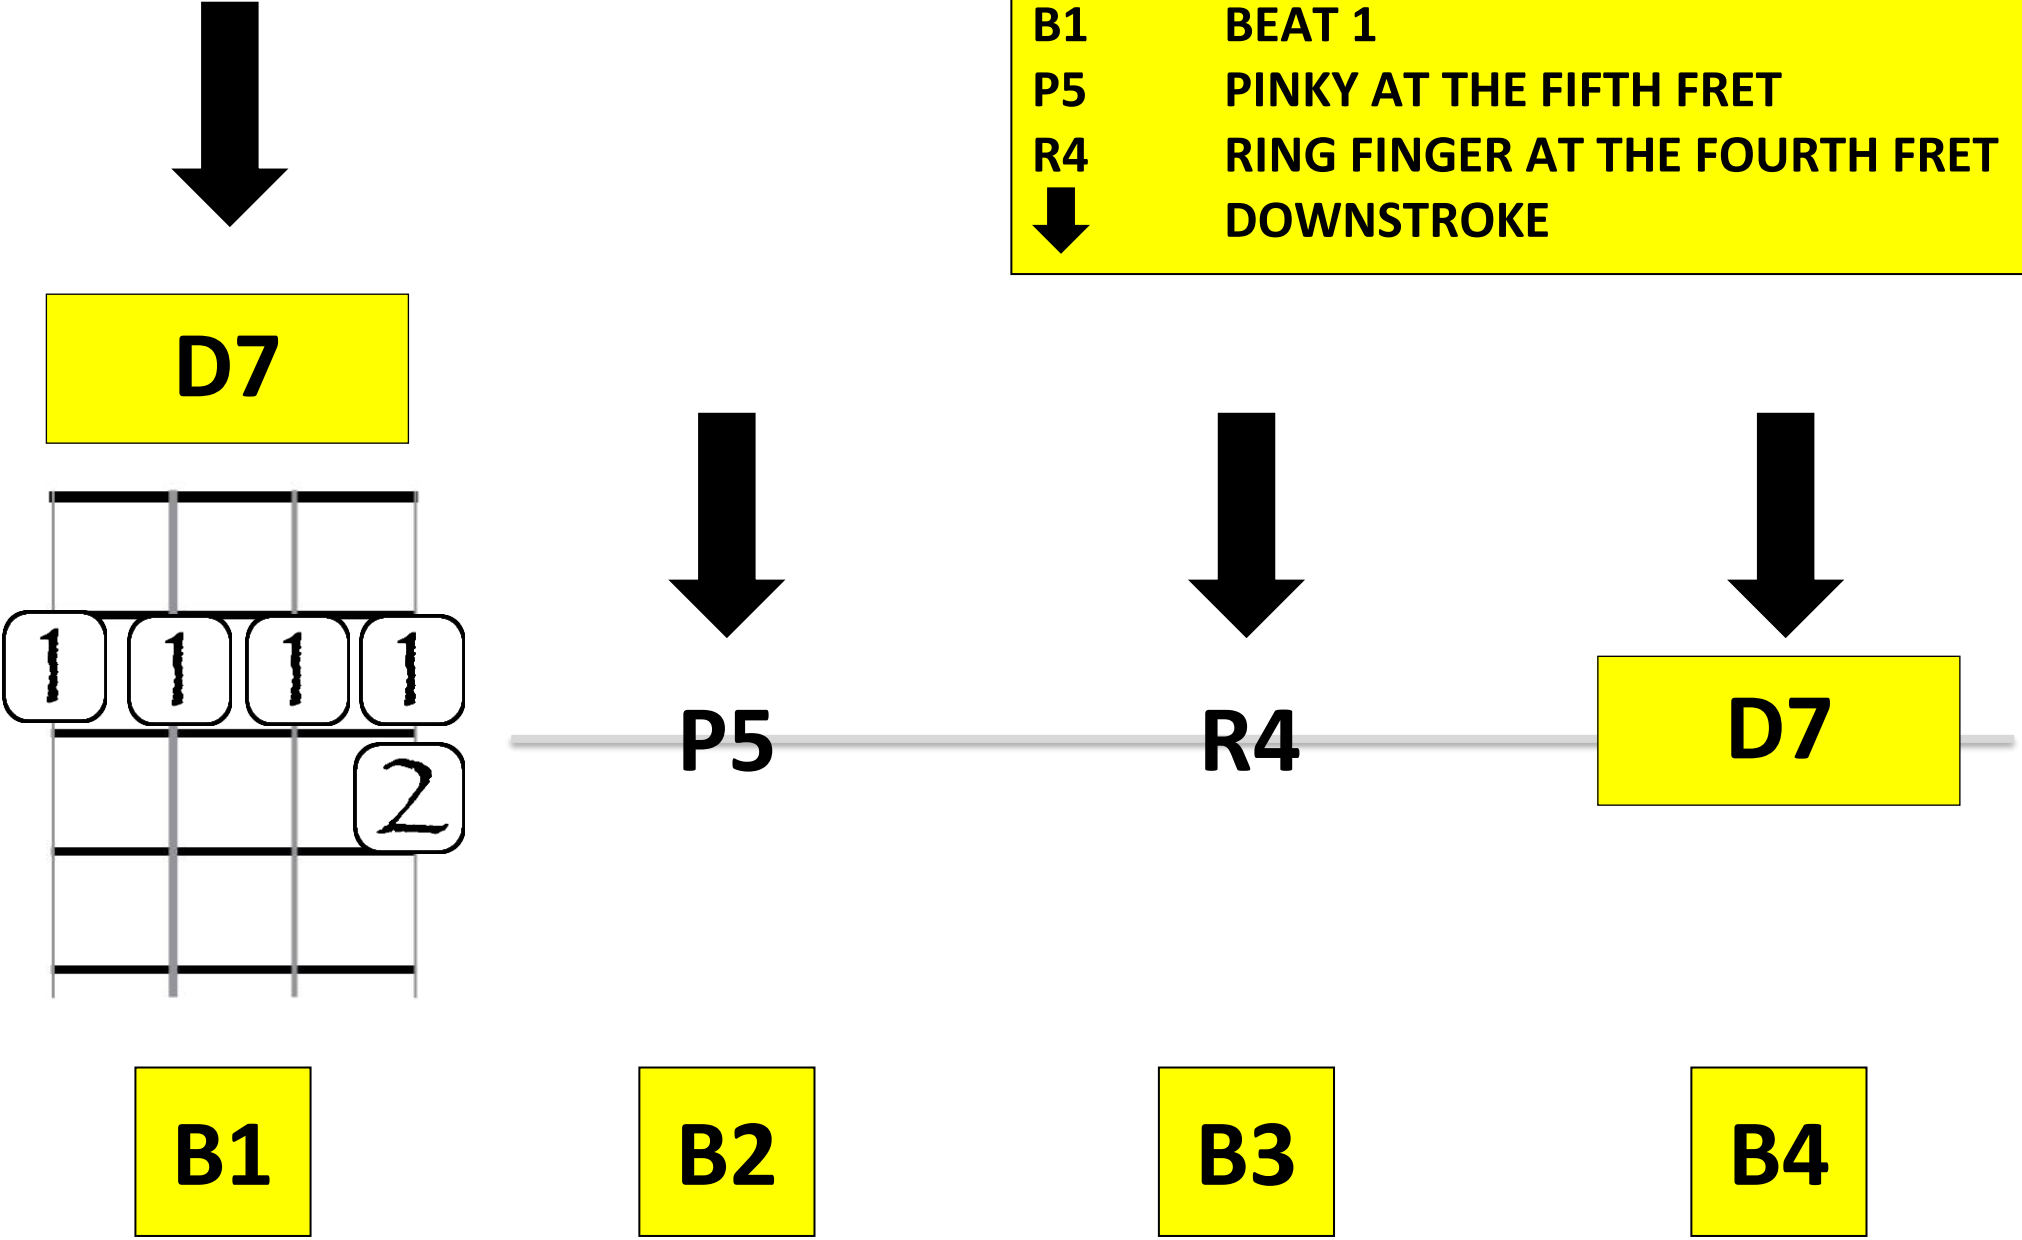 B1 BEAT 1
P5 PINKY AT THE FIFTH FRET
R4 RING FINGER AT THE FOURTH FRET
DOWNSTROKE
D7
1 1 1 1
2
P5 R4 D7
B1 B2 B3 B4